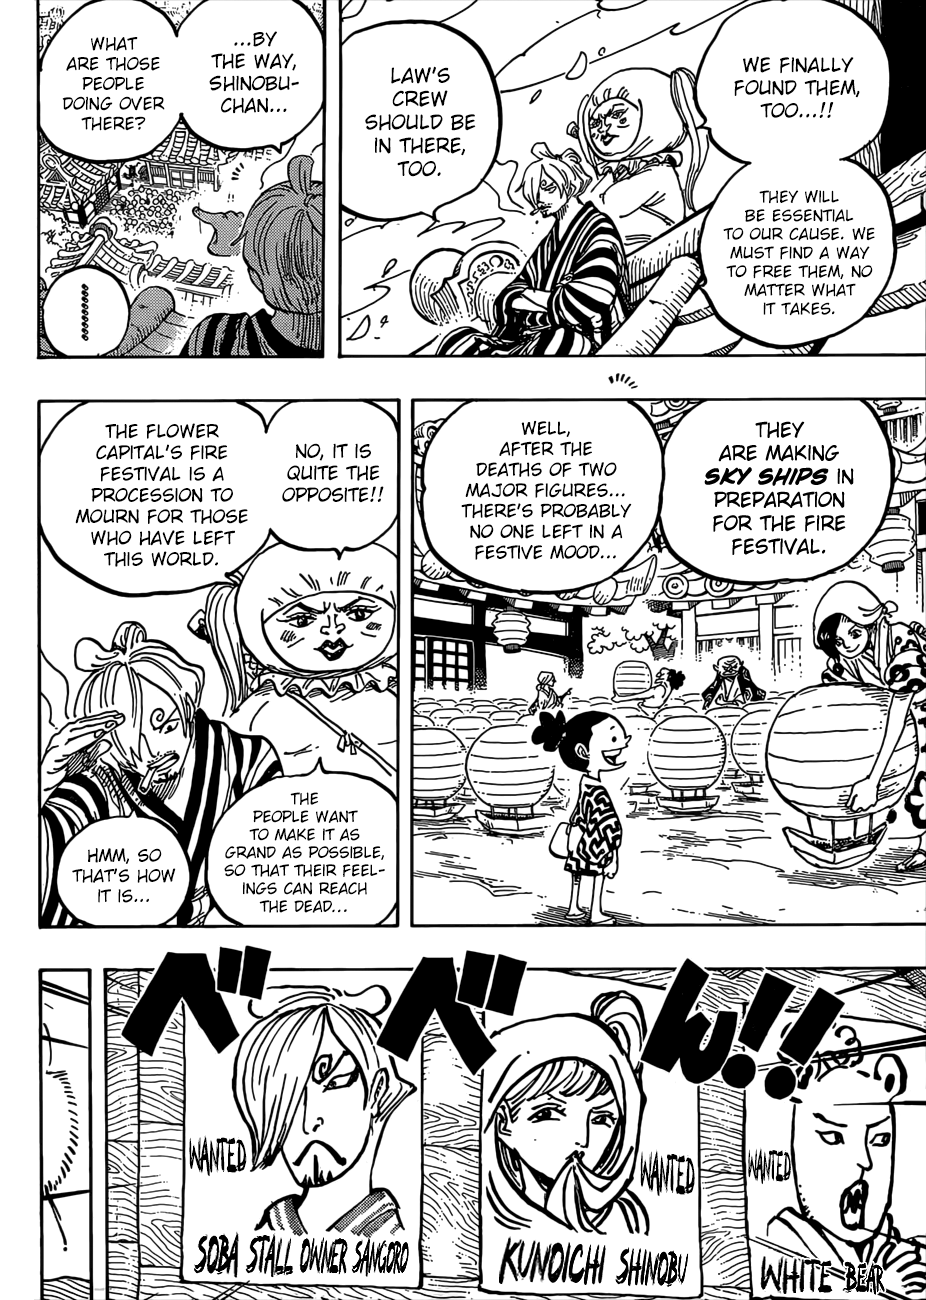 WE FINALLY
FOUND THEM,
TOO...!!
THEY WILL
BE ESSENTIAL
TO OUR CAUSE. WE
MUST FIND A WAY
TO FREE THEM, NO
MATTER WHAT
IT TAKES.
LAW'S
CREW
SHOULD BE
IN THERE,
TOO.
...BY
THE WAY,
SHINOBU-
CHAN...
WHAT
ARE THOSE
PEOPLE
DOING OVER
THERE?
THEY
ARE MAKING
SKY SHIPS IN
PREPARATION
FOR THE FIRE
FESTIVAL.
WELL,
AFTER THE
DEATHS OF TWO
MAJOR FIGURES...
THERE'S PROBABLY
NO ONE LEFT IN A
FESTIVE MOOD...
NO, IT IS
QUITE THE
OPPOSITE!!
THE FLOWER
CAPITAL'S FIRE
FESTIVAL IS A
PROCESSION TO
MOURN FOR THOSE
WHO HAVE LEFT
THIS WORLD.
THE
PEOPLE WANT
TO MAKE IT AS
GRAND AS POSSIBLE,
SO THAT THEIR FEEL-
INGS CAN REACH
THE DEAD...
HMM, SO
THAT'S HOW
IT IS...
べべん!!
WANTED
SOBA STALL OWNER SANGORO
WANTED
KUNOICHI SHINOBU
WANTED
WHITE BEAR